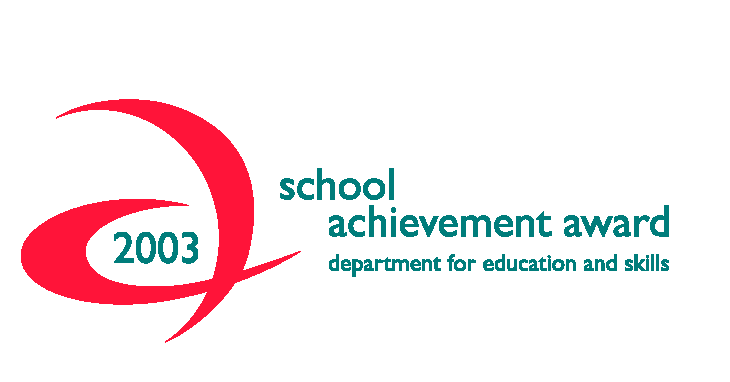 school
achievement award
2003
department for education and skills